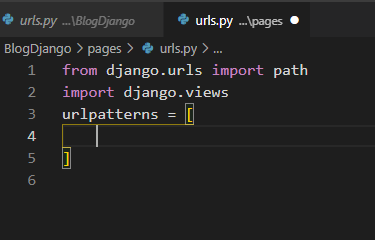 urls.py ...\BlogDjango urls.py ...\pages ●
BlogDjango > pages > urls.py > ...
1 from django.urls import path
2 import django.views
3 urlpatterns = [
4
5 ]
6